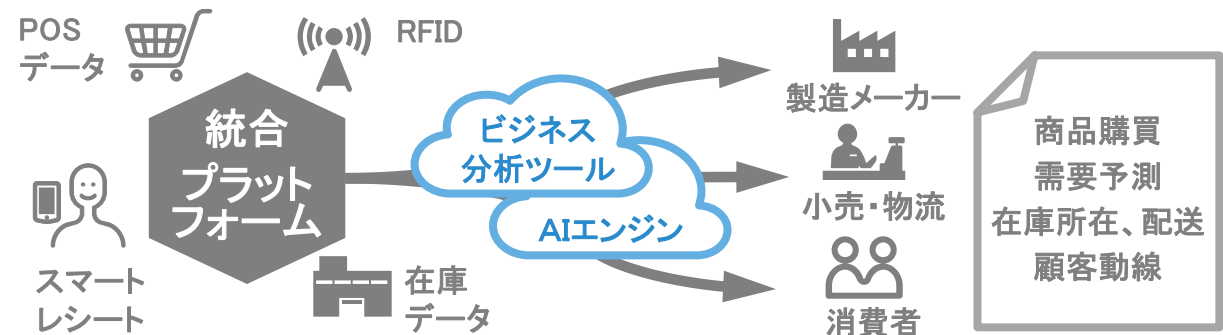 POS
データ
RFID
統合
プラット
フォーム
スマート
レシート
在庫
データ
ビジネス
分析ツール
AIエンジン
製造メーカー
小売・物流
消費者
商品購買
需要予測
在庫所在、配送
顧客動線